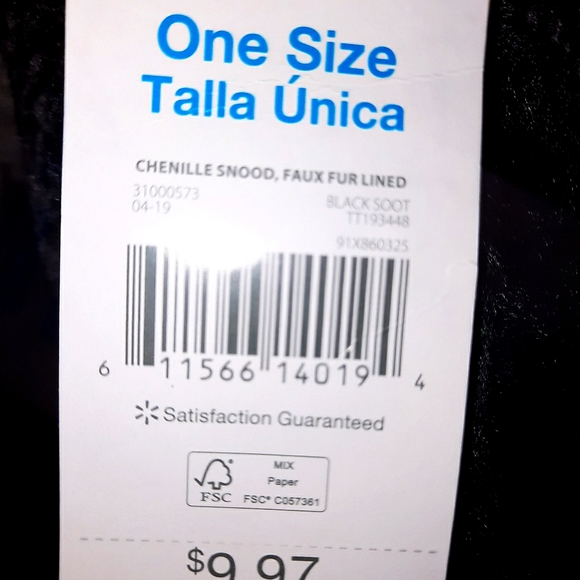 One Size
Talla Única
CHENILLE SNOOD, FAUX FUR LINED
31000573 BLACK SOOT
04-19 TT193448
91X860325
6 11566 14019 4
Satisfaction Guaranteed
FSC
MIX
Paper
FSC® C057361
$9.97